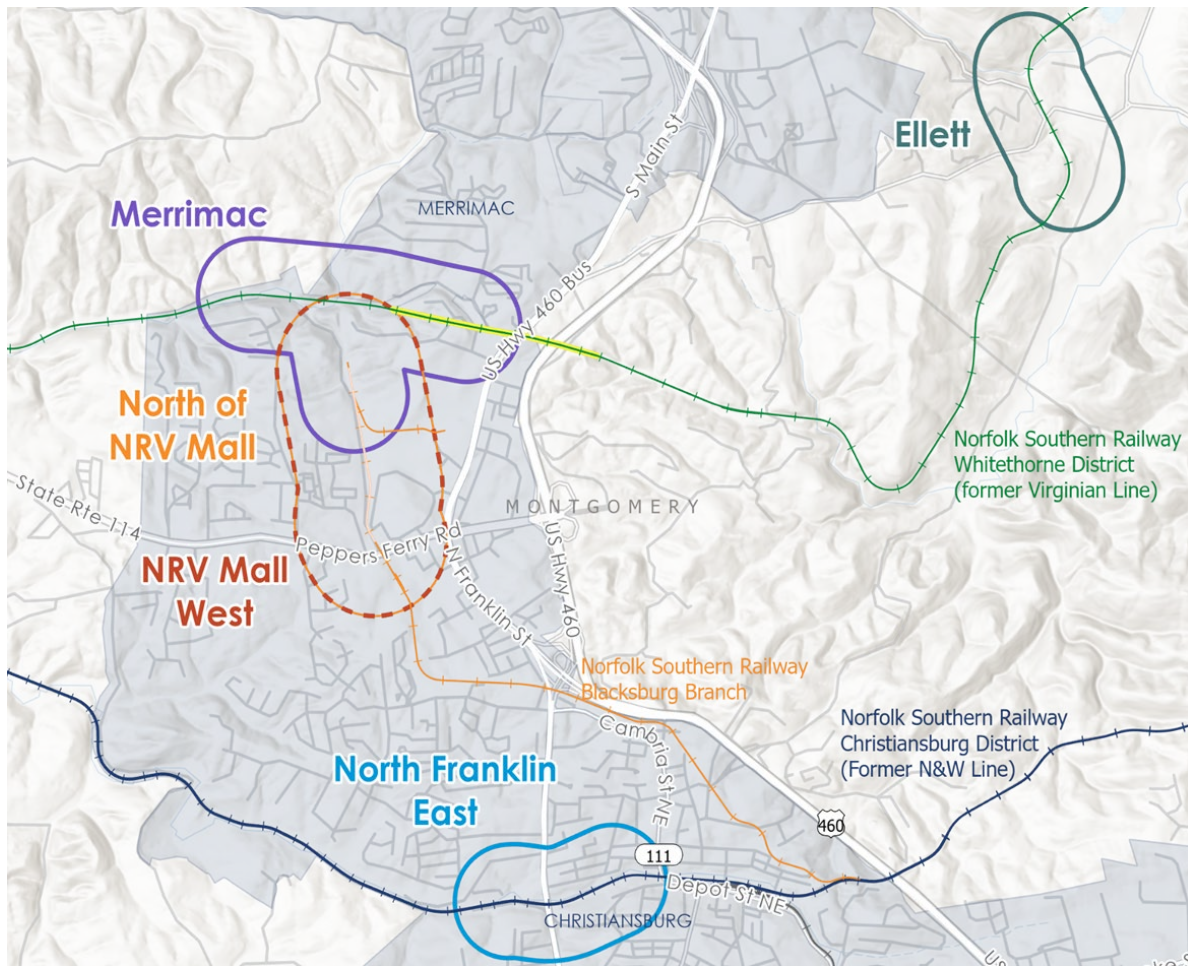 Ellett
S Main St
Merrimac
MERRIMAC
US Hwy 460 Bus
North of
NRV Mall
Norfolk Southern Railway
Whitethorne District
(former Virginian Line)
State Rte 114
MONTGOMERY
Peppers Ferry Rd
NRV Mall
West
N Franklin St
US Hwy 460
Norfolk Southern Railway
Blacksburg Branch
Norfolk Southern Railway
Christiansburg District
(Former N&W Line)
Cambria St NE
North Franklin
East
460
111
Depot St NE
CHRISTIANSBURG
US